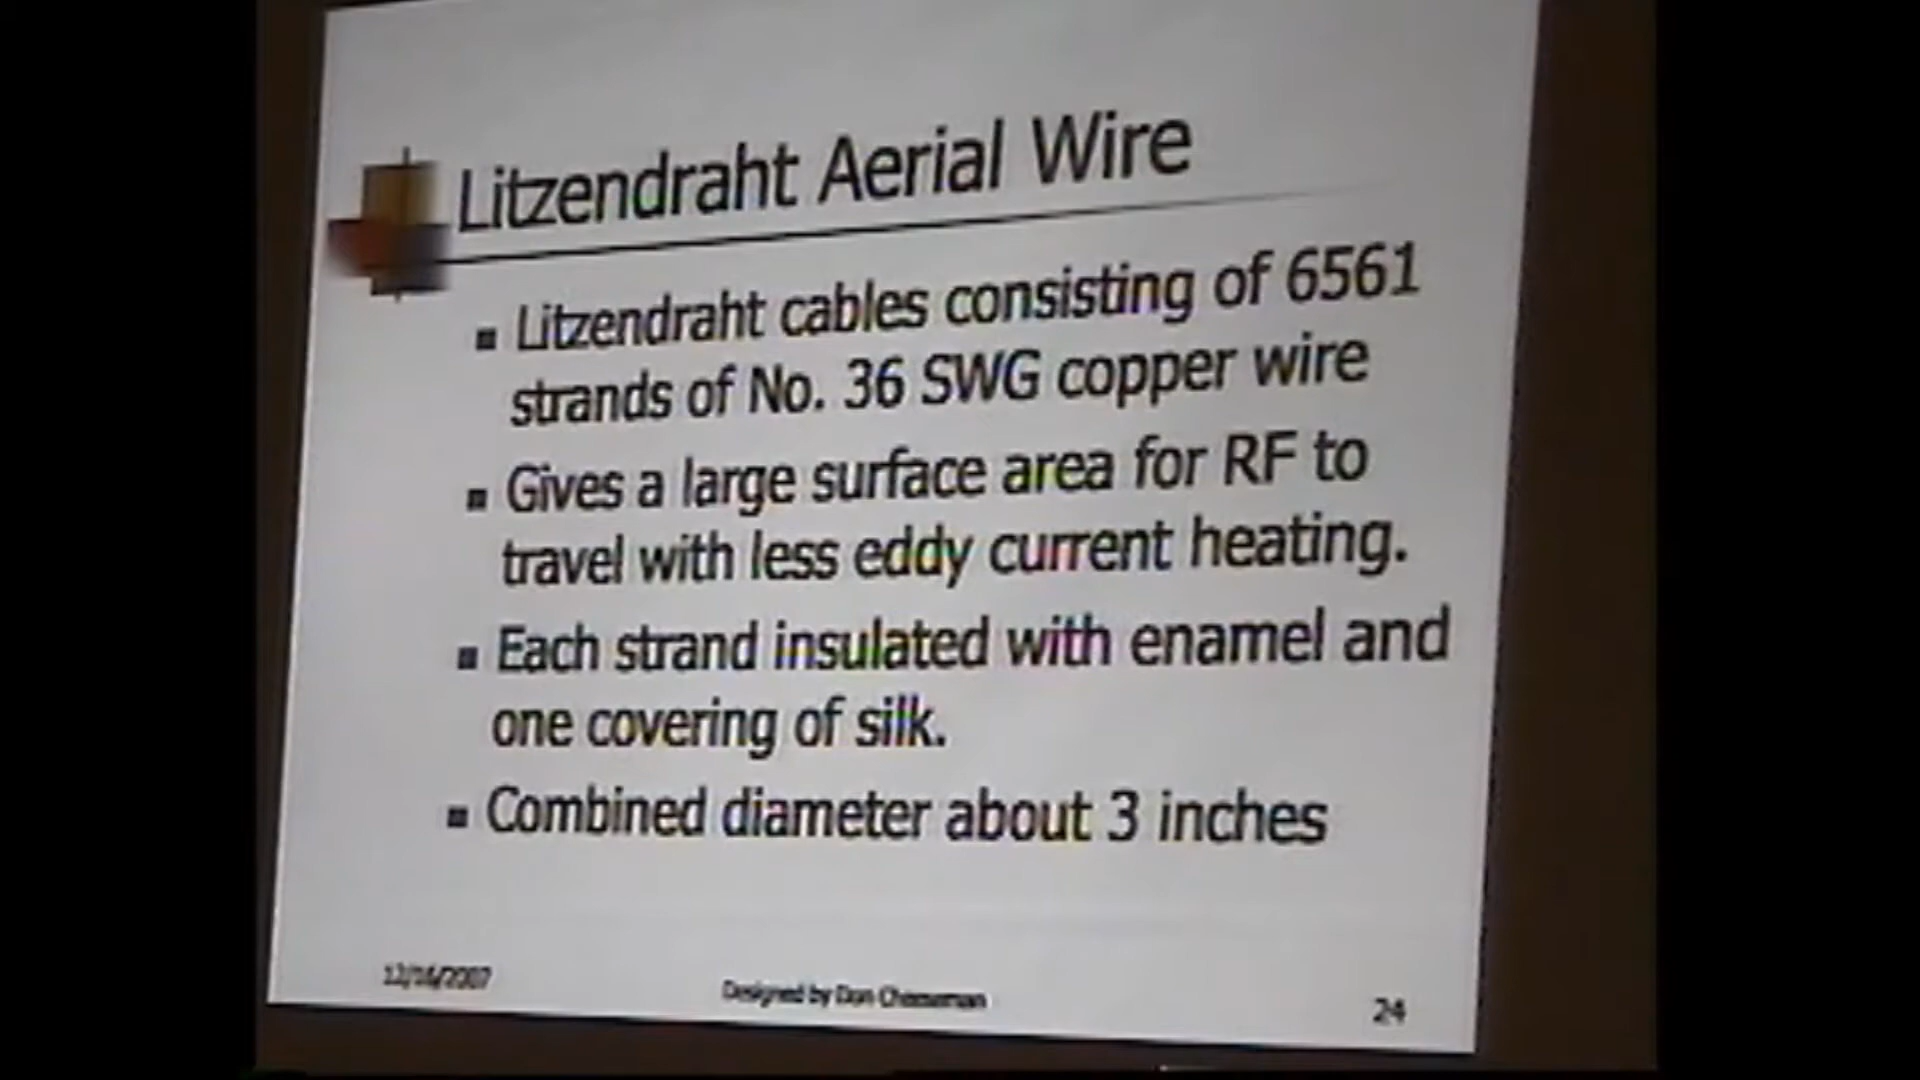 Litzendraht Aerial Wire
▪ Litzendraht cables consisting of 6561
strands of No. 36 SWG copper wire
▪ Gives a large surface area for RF to
travel with less eddy current heating.
▪ Each strand insulated with enamel and
one covering of silk.
▪ Combined diameter about 3 inches
12/16/2007
Designed by Don Cheeseman
24